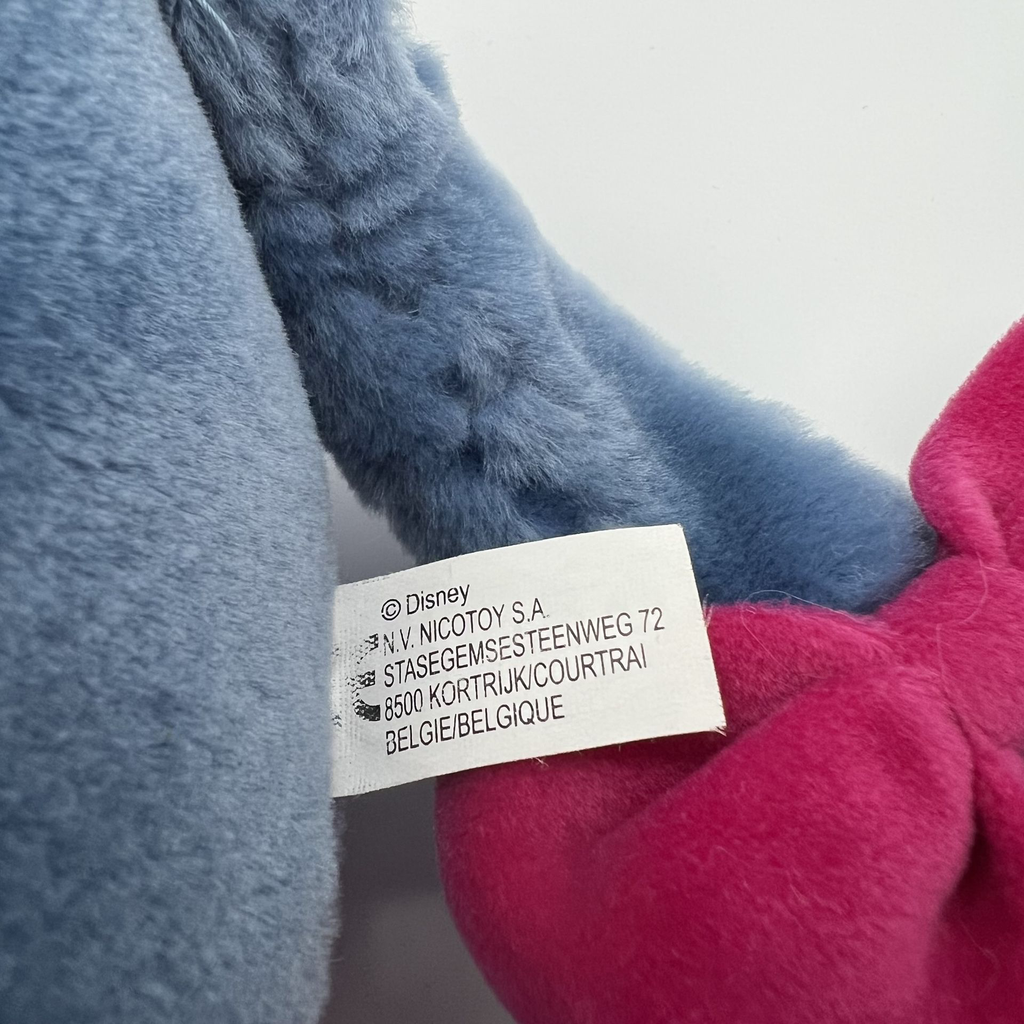 © Disney
N.V. NICOTOY S.A.
STASEGEMSESTEENWEG 72
8500 KORTRIJK/COURTRAI
BELGIE/BELGIQUE